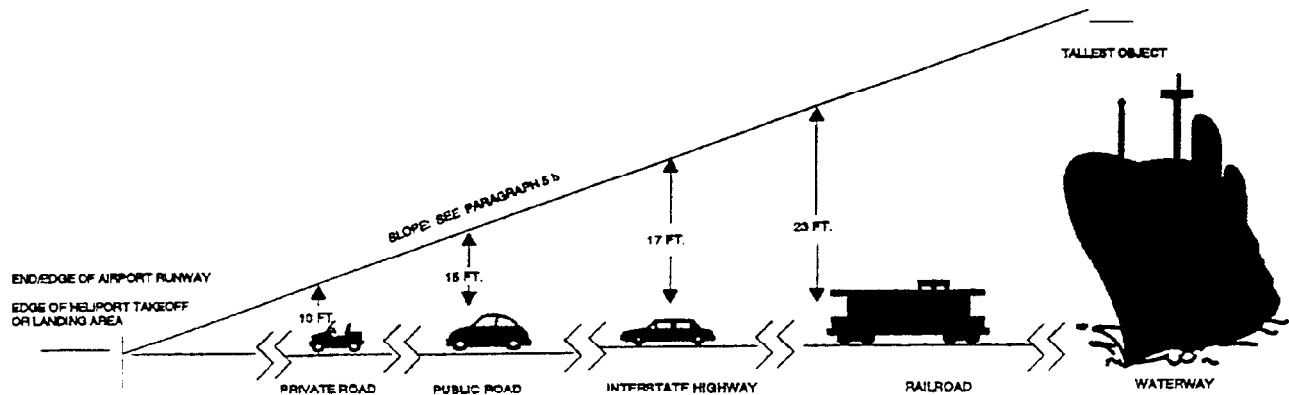 TALLEST OBJECT
SLOPE: SEE PARAGRAPH 5 b
17 FT.
23 FT.
15 FT.
10 FT.
END/EDGE OF AIRPORT RUNWAY
EDGE OF HELIPORT TAKEOFF
OR LANDING AREA
PRIVATE ROAD
PUBLIC ROAD
INTERSTATE HIGHWAY
RAILROAD
WATERWAY